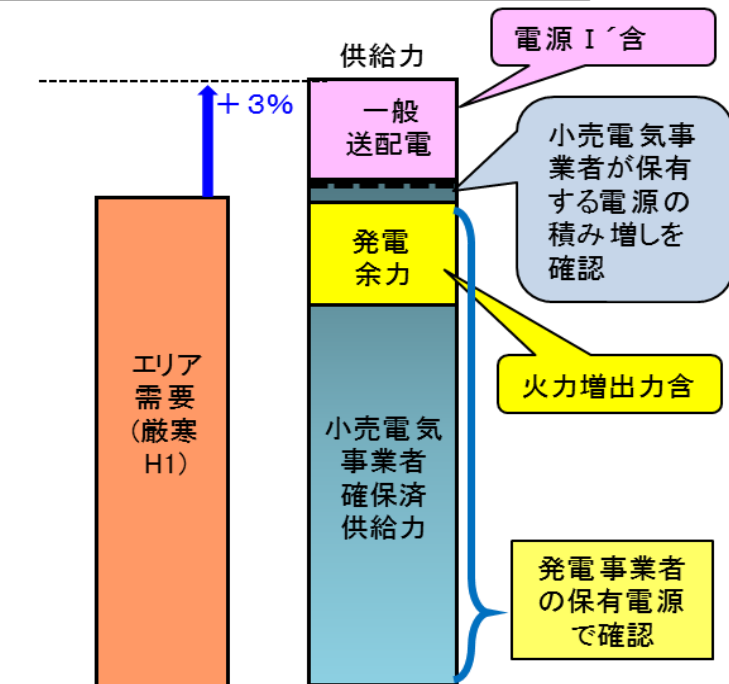 供給力
電源Ⅰ´含
＋3%
一般
送配電
小売電気事
業者が保有
する電源の
積み増しを
確認
発電
余力
火力増出力含
エリア
需要
（厳寒
H1）
小売電気
事業者
確保済
供給力
発電事業者
の保有電源
で確認